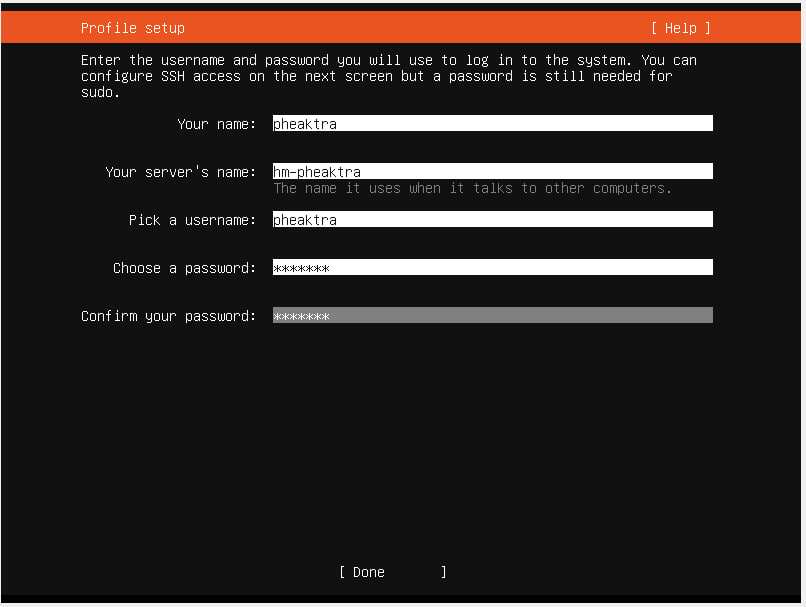 Profile setup [ Help ]
Enter the username and password you will use to log in to the system. You can
configure SSH access on the next screen but a password is still needed for
sudo.
Your name: pheaktra
Your server's name: hm-pheaktra
The name it uses when it talks to other computers.
Pick a username: pheaktra
Choose a password: *******
Confirm your password: *******
[ Done ]